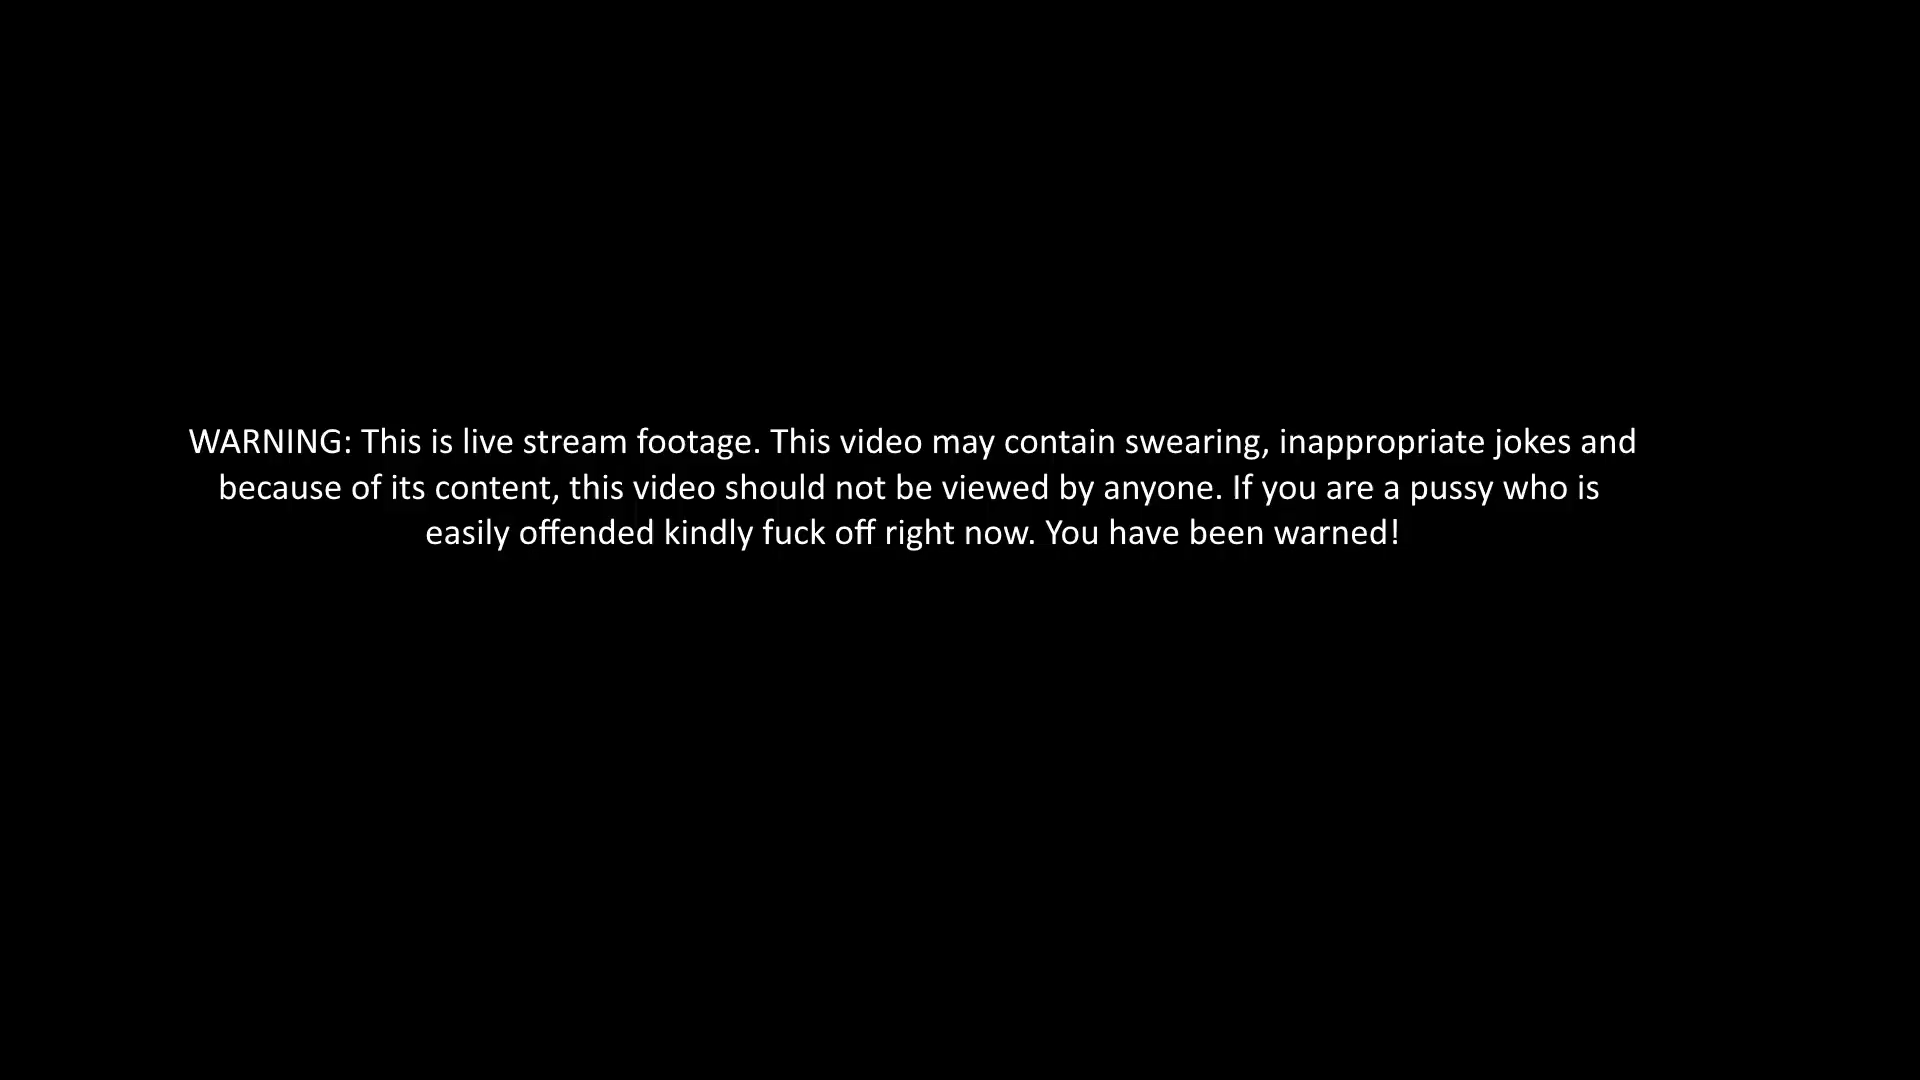 WARNING: This is live stream footage. This video may contain swearing, inappropriate jokes and
because of its content, this video should not be viewed by anyone. If you are a pussy who is
easily offended kindly fuck off right now. You have been warned!